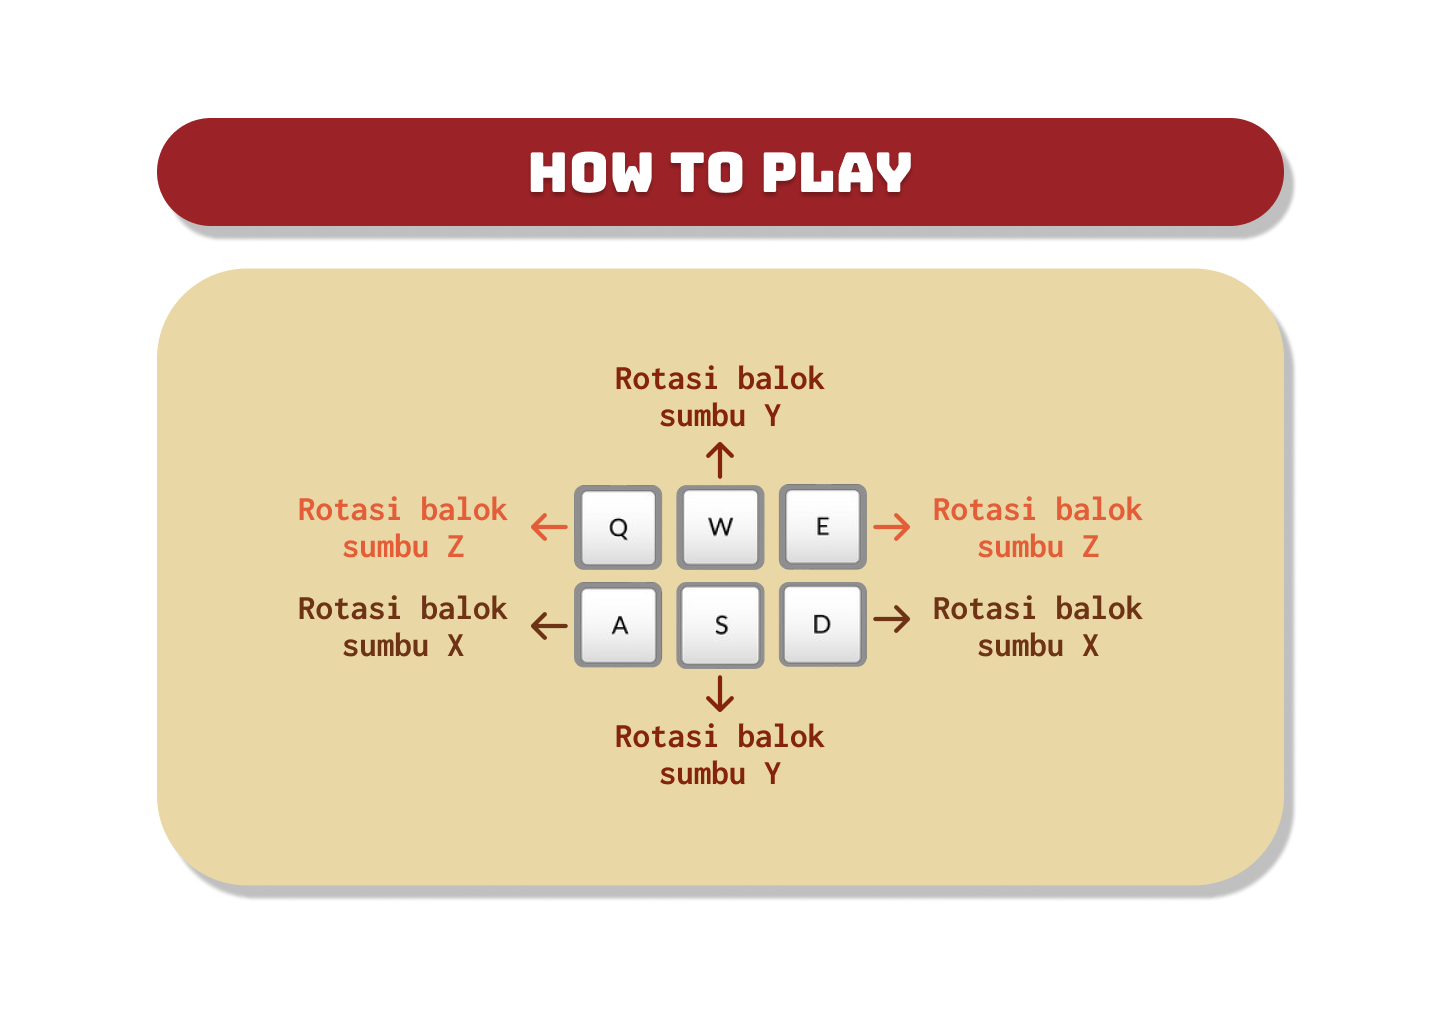 HOW TO PLAY
Rotasi balok
sumbu Y
Rotasi balok
sumbu Z
Q W E
Rotasi balok
sumbu Z
Rotasi balok
sumbu X
A S D
Rotasi balok
sumbu X
Rotasi balok
sumbu Y